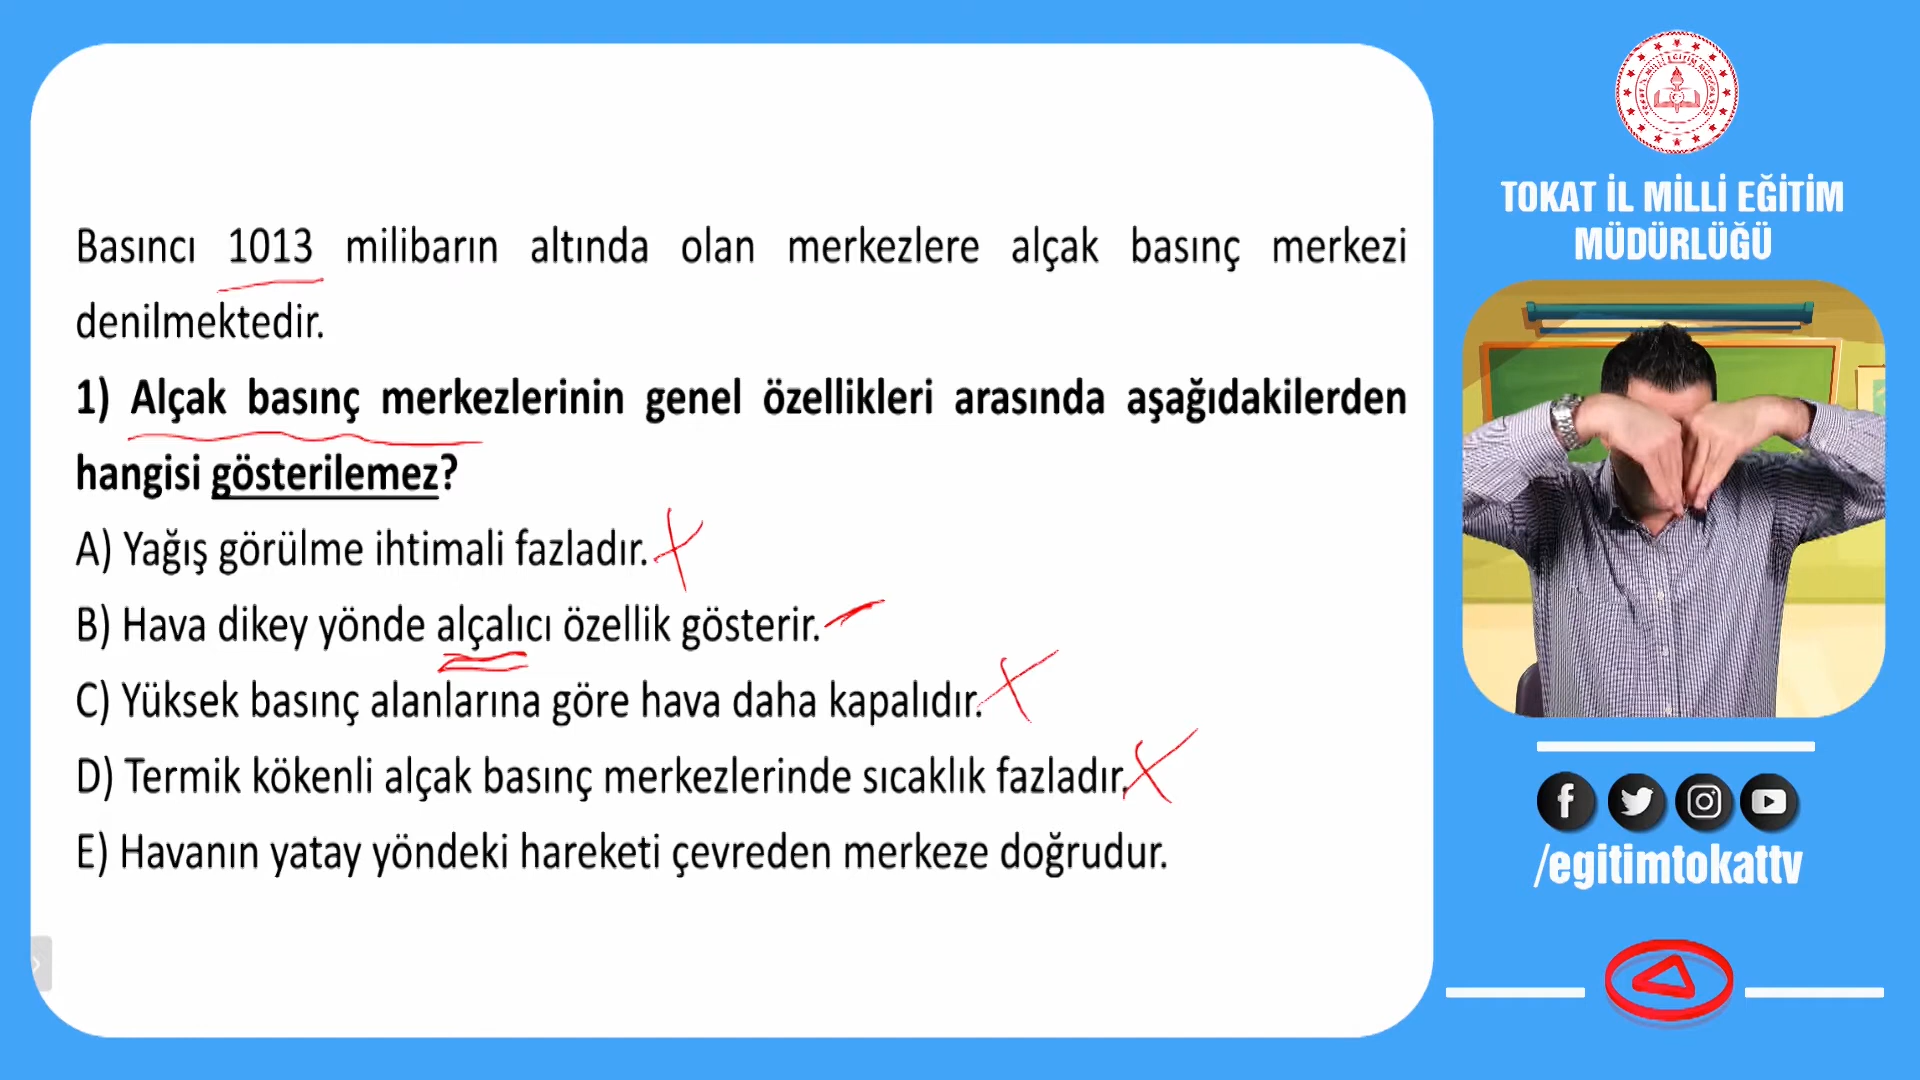 Basıncı 1013 milibarın altında olan merkezlere alçak basınç merkezi
denilmektedir.
1) Alçak basınç merkezlerinin genel özellikleri arasında aşağıdakilerden
hangisi gösterilemez?
A) Yağış görülme ihtimali fazladır.
B) Hava dikey yönde alçalıcı özellik gösterir.
C) Yüksek basınç alanlarına göre hava daha kapalıdır.
D) Termik kökenli alçak basınç merkezlerinde sıcaklık fazladır.
E) Havanın yatay yöndeki hareketi çevreden merkeze doğrudur.
TOKAT İL MİLLİ EĞİTİM
MÜDÜRLÜĞÜ
/egitimtokattv